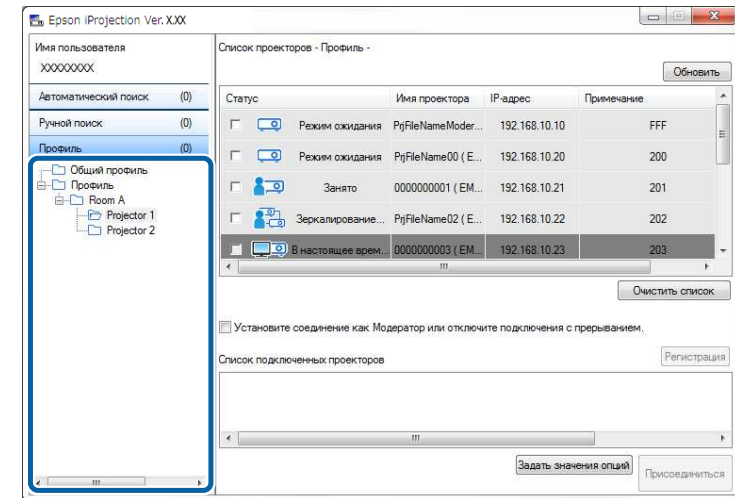 Epson iProjection Ver. X.XX
Имя пользователя
XXXXXXXX
Автоматический поиск (0)
Ручной поиск (0)
Профиль (0)
Общий профиль
Профиль
Room A
Projector 1
Projector 2
Список проекторов - Профиль -
Обновить
Статус Имя проектора IP-адрес Примечание
Режим ожидания PrjFileNameModer... 192.168.10.10 FFF
Режим ожидания PrjFileName00 ( E... 192.168.10.20 200
Занято 0000000001 ( EM... 192.168.10.21 201
Зеркалирование... PrjFileName02 ( E... 192.168.10.22 202
В настоящее врем... 0000000003 ( EM... 192.168.10.23 203
Очистить список
Установите соединение как Модератор или отключите подключения с прерыванием.
Список подключенных проекторов
Регистрация
Задать значения опций
Присоединиться